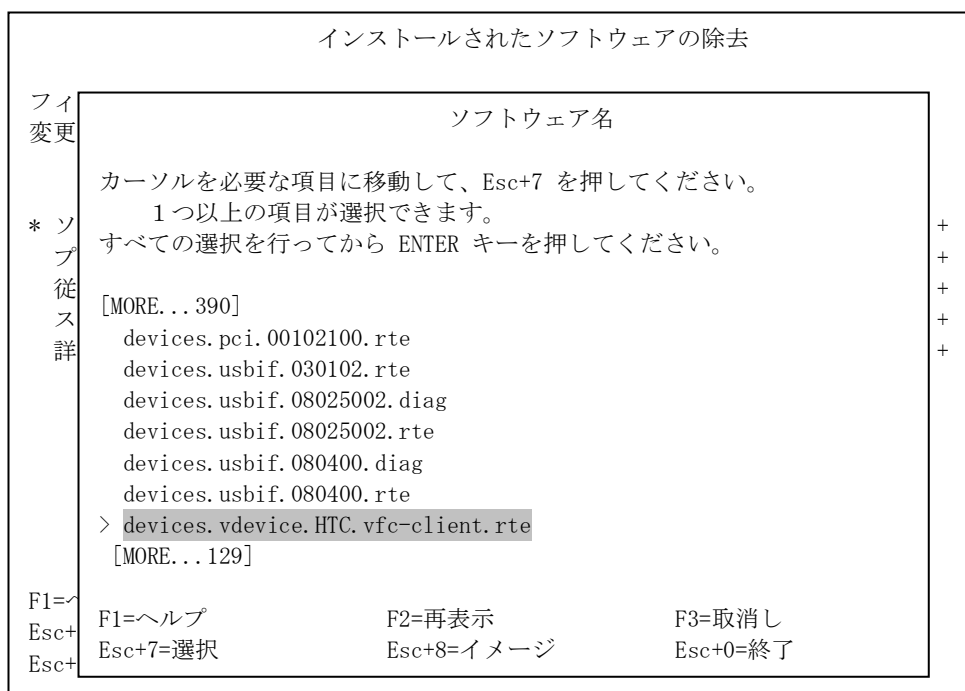 インストールされたソフトウェアの除去
フィ
変更
ソフトウェア名
カーソルを必要な項目に移動して、Esc+7 を押してください。
1つ以上の項目が選択できます。
* ソ +
すべての選択を行ってから ENTER キーを押してください。
プ +
従 +
[MORE...390]
ス +
devices.pci.00102100.rte
詳 +
devices.usbif.030102.rte
devices.usbif.08025002.diag
devices.usbif.08025002.rte
devices.usbif.080400.diag
devices.usbif.080400.rte
> devices.vdevice.HTC.vfc-client.rte
[MORE...129]
F1=ヘ
F1=ヘルプ F2=再表示 F3=取消し
Esc+
Esc+7=選択 Esc+8=イメージ Esc+0=終了
Esc+